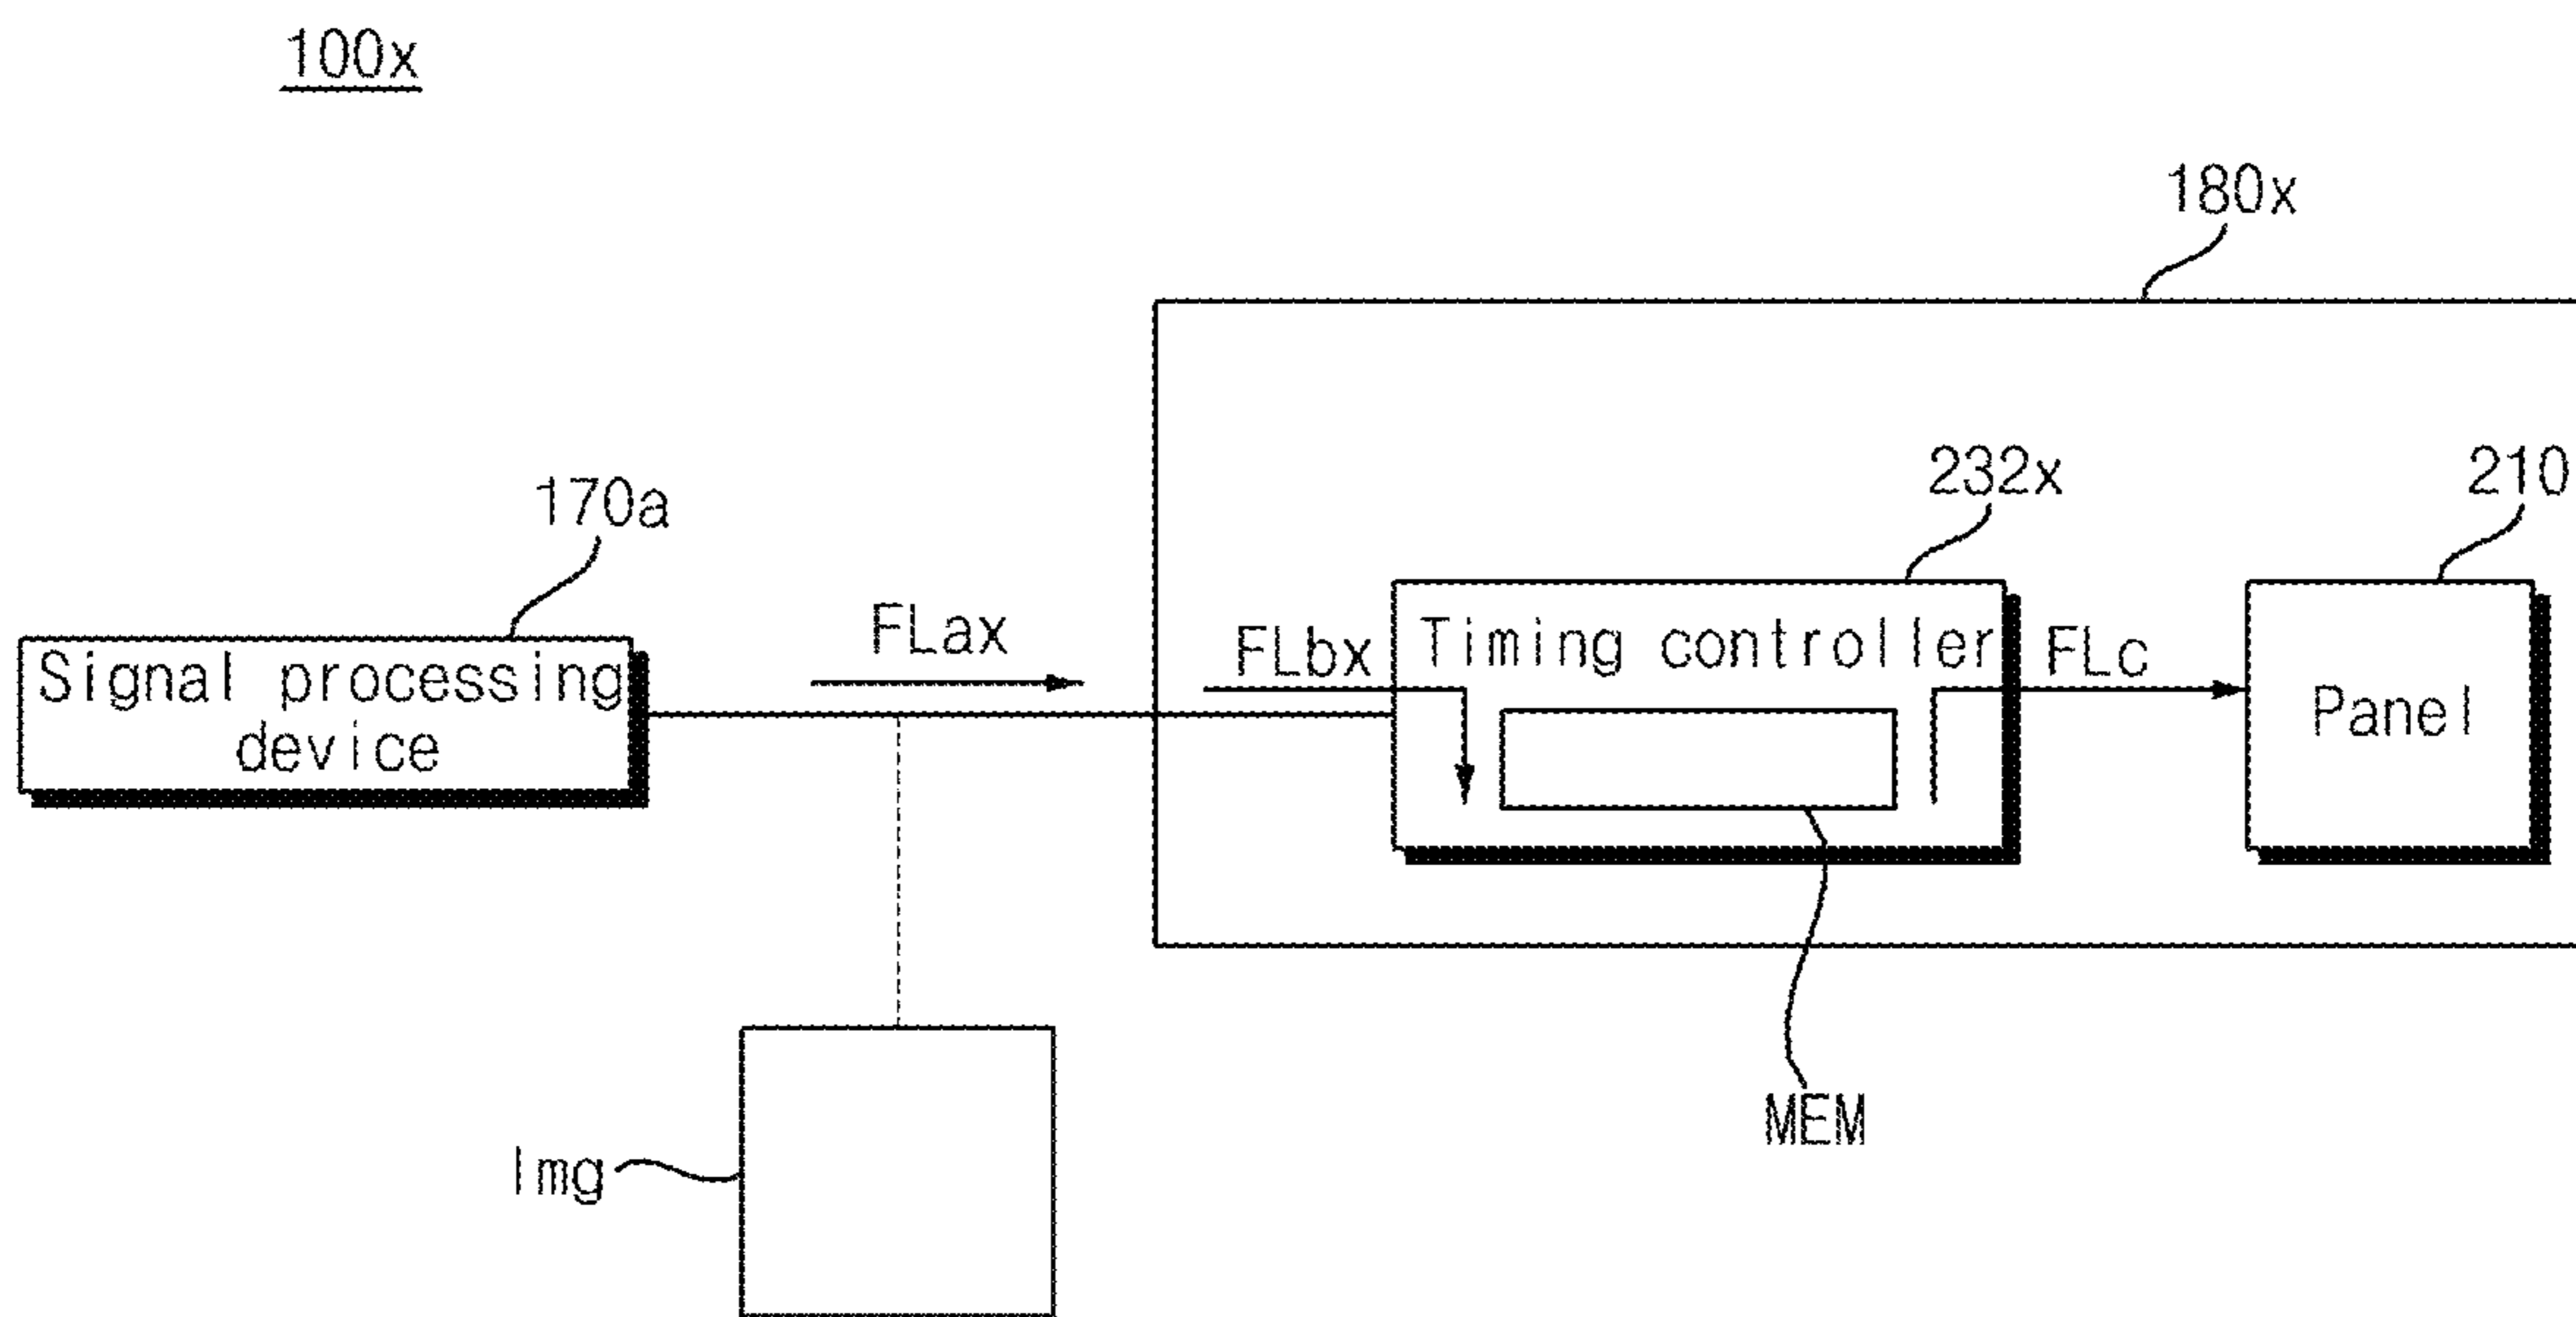 100x
180x
232x
210
170a
FLax
FLbx
Timing controller
FLc
Signal processing
device
Panel
MEM
Img